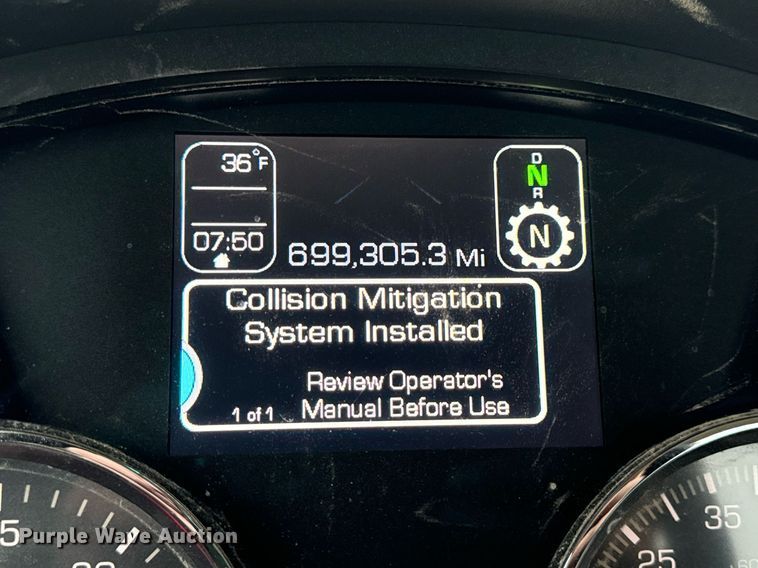 36°F
D
N
R
07:50
699,305.3 Mi
N
Collision Mitigation
System Installed
Review Operator's
1 of 1 Manual Before Use
35
25
Purple Wave Auction